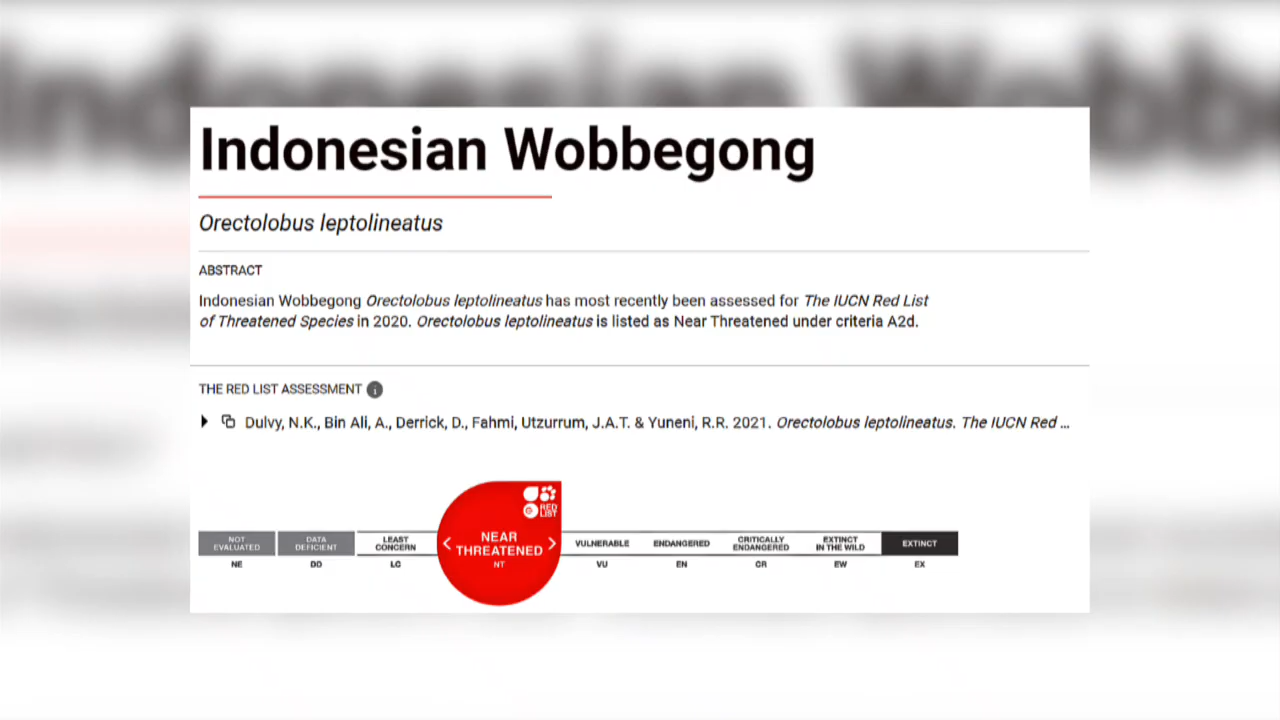 Indonesian Wobbegong
Orectolobus leptolineatus
ABSTRACT
Indonesian Wobbegong Orectolobus leptolineatus has most recently been assessed for The IUCN Red List
of Threatened Species in 2020. Orectolobus leptolineatus is listed as Near Threatened under criteria A2d.
THE RED LIST ASSESSMENT i
Dulvy, N.K., Bin Ali, A., Derrick, D., Fahmi, Utzurrum, J.A.T. & Yuneni, R.R. 2021. Orectolobus leptolineatus. The IUCN Red ...
RED
LIST
NOT
EVALUATED
NE
DATA
DEFICIENT
DD
LEAST
CONCERN
LC
< NEAR
THREATENED >
NT
VULNERABLE
VU
ENDANGERED
EN
CRITICALLY
ENDANGERED
CR
EXTINCT
IN THE WILD
EW
EXTINCT
EX